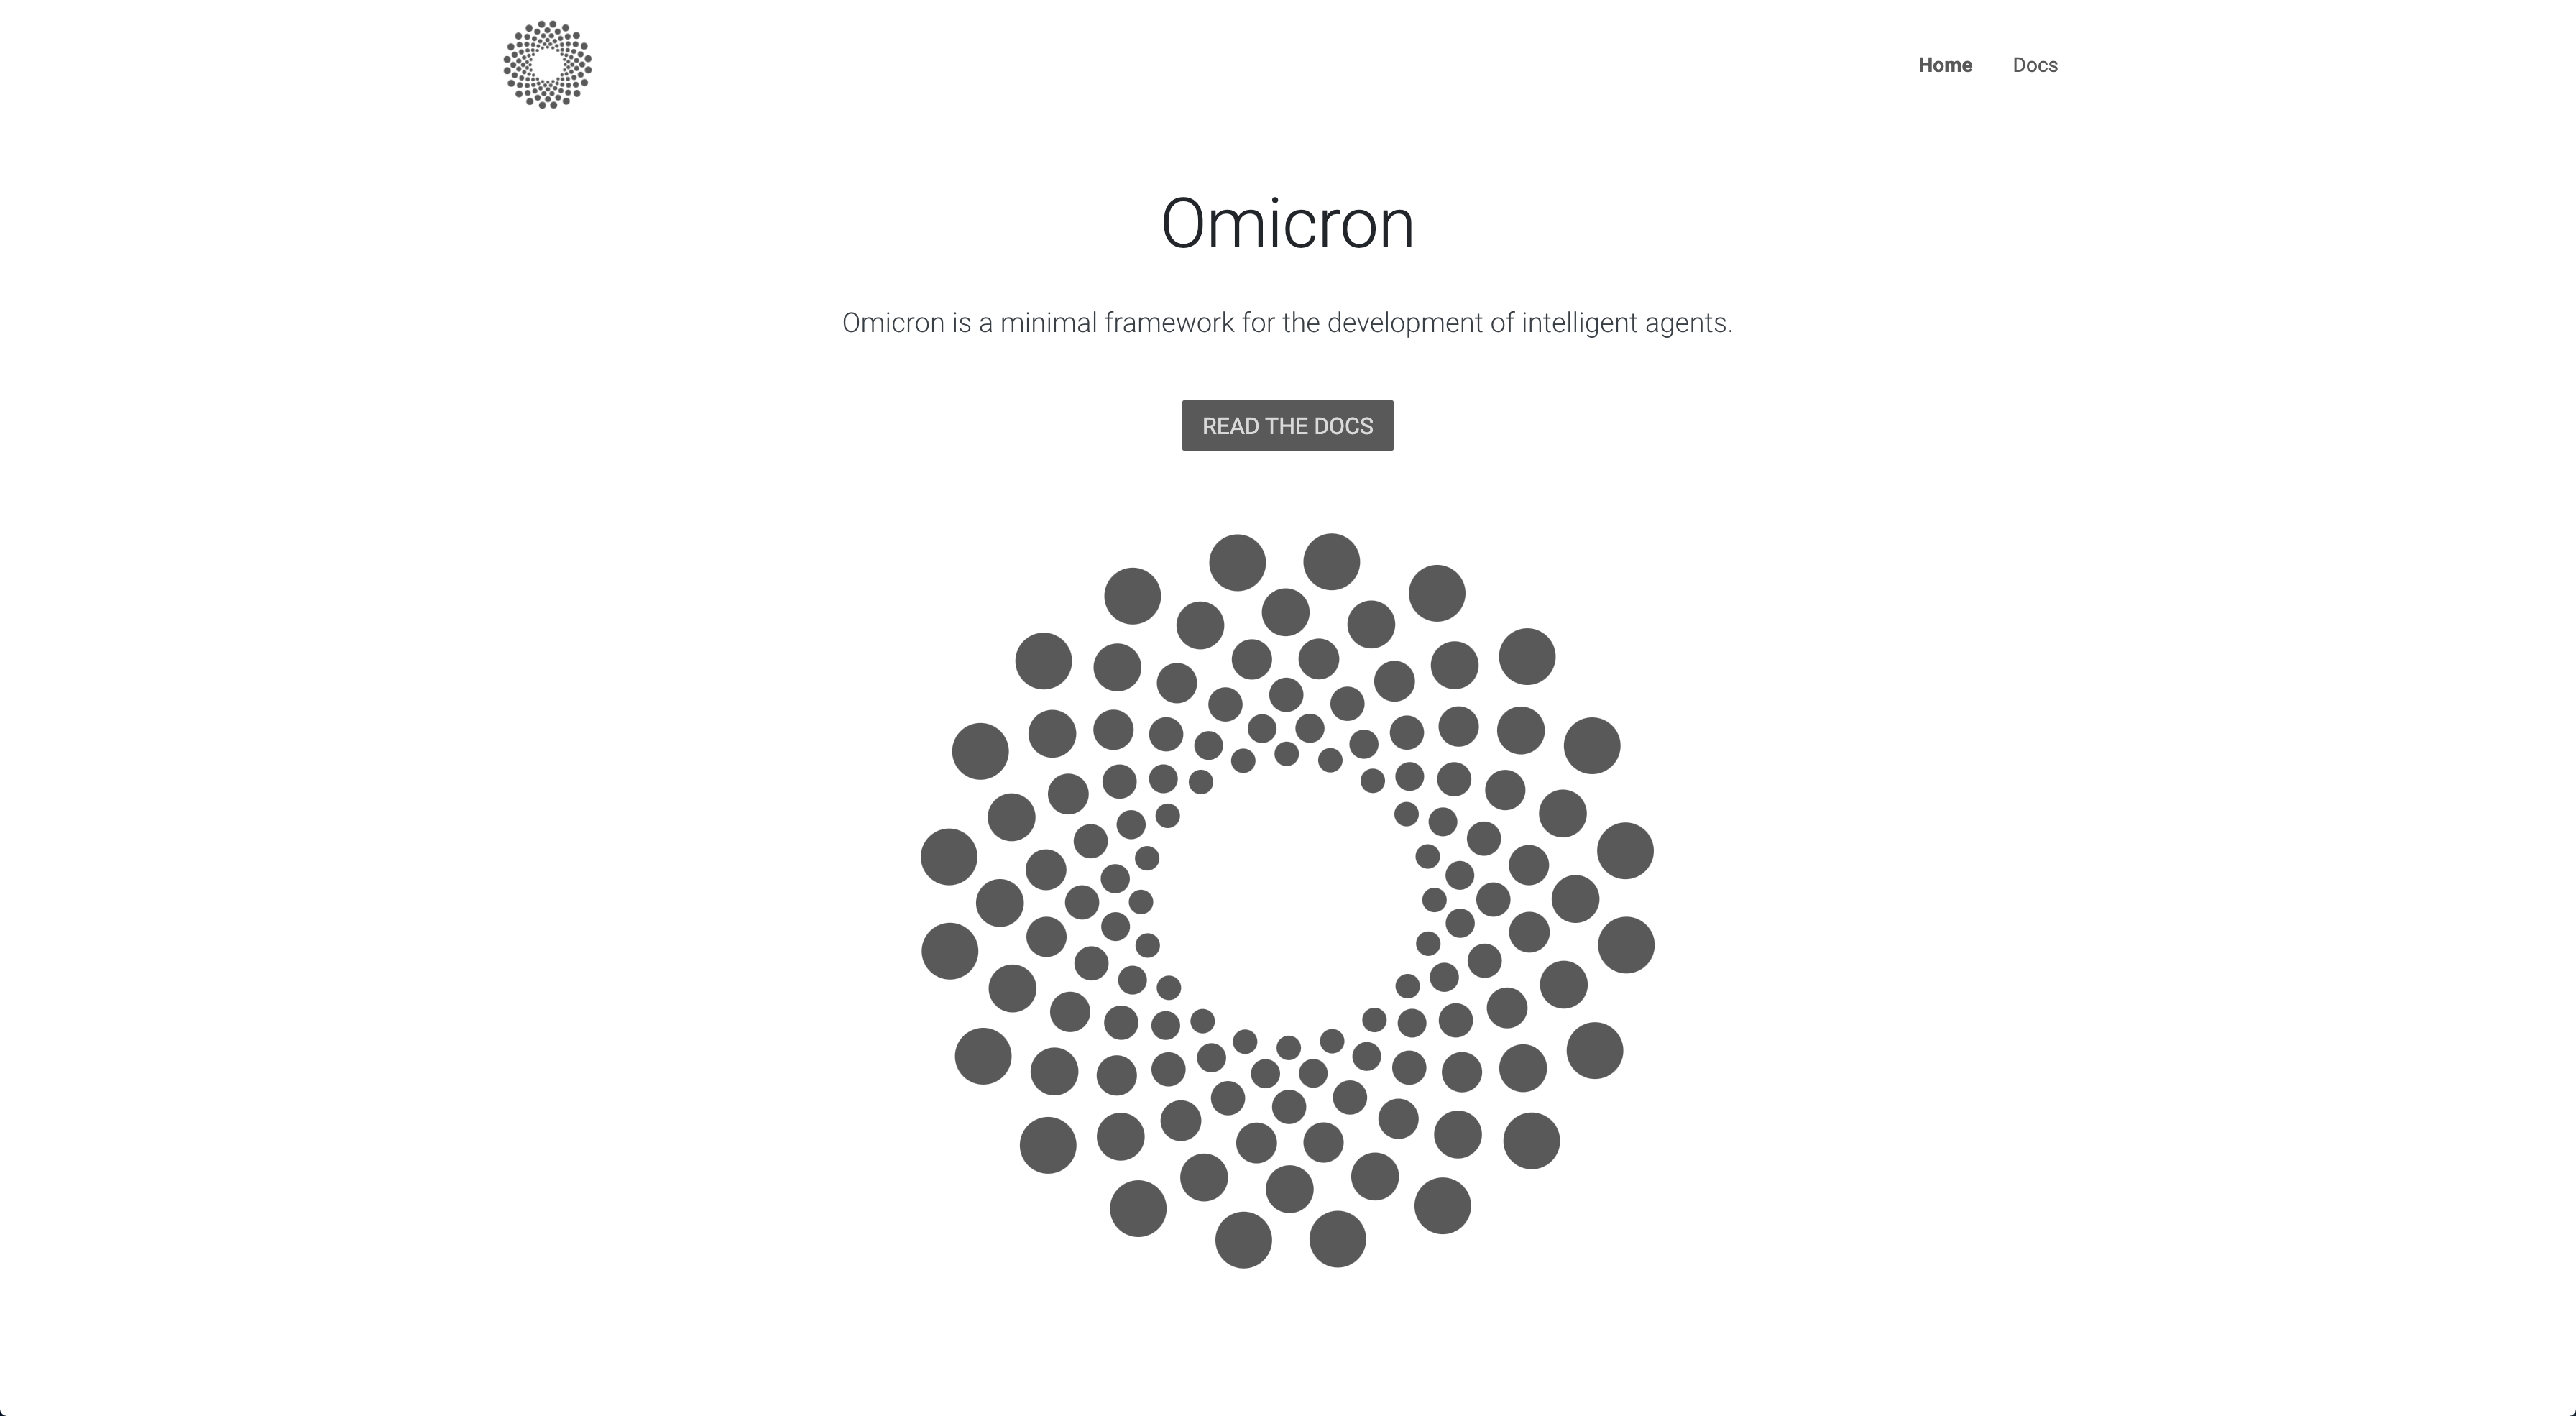 Home Docs
Omicron
Omicron is a minimal framework for the development of intelligent agents.
READ THE DOCS